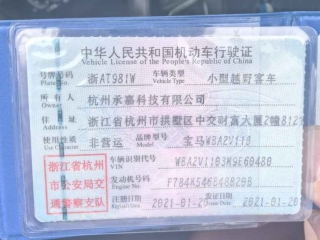 中华人民共和国机动车行驶证
Vehicle License of the People's Republic of China
号牌号码 浙AT981W 车辆类型 小型越野客车
Plate No. Vehicle Type
所有人 杭州承嘉科技有限公司
Owner
住址 浙江省杭州市拱墅区中交财富大厦2幢812室
Address
使用性质 非营运 品牌型号 宝马WBA2V110
Use Character Model
浙江省杭州
市公安局交
通警察支队
车辆识别代号
VIN
发动机号码
Engine No.
注册日期 2021-01-20 发证日期 2021-01-20
Register Date Issue Date